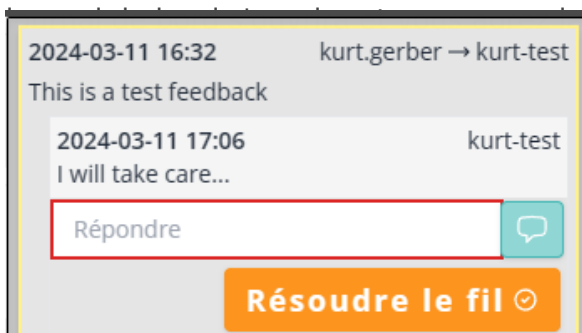 2024-03-11 16:32 kurt.gerber → kurt-test
This is a test feedback
2024-03-11 17:06 kurt-test
I will take care...
Répondre
Résoudre le fil